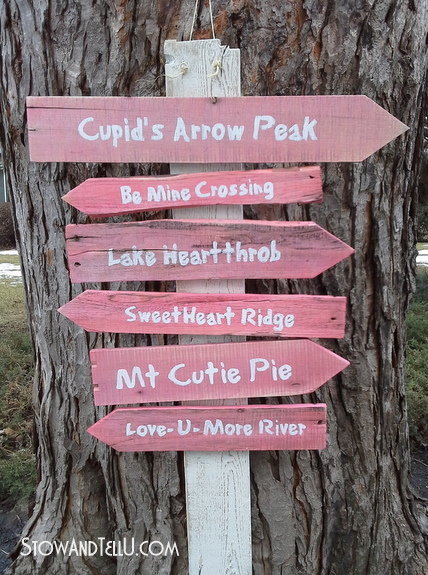 Cupid's Arrow Peak
Be Mine Crossing
Lake Heartthrob
SweetHeart Ridge
Mt Cutie Pie
Love-U-More River
StowandTellU.com